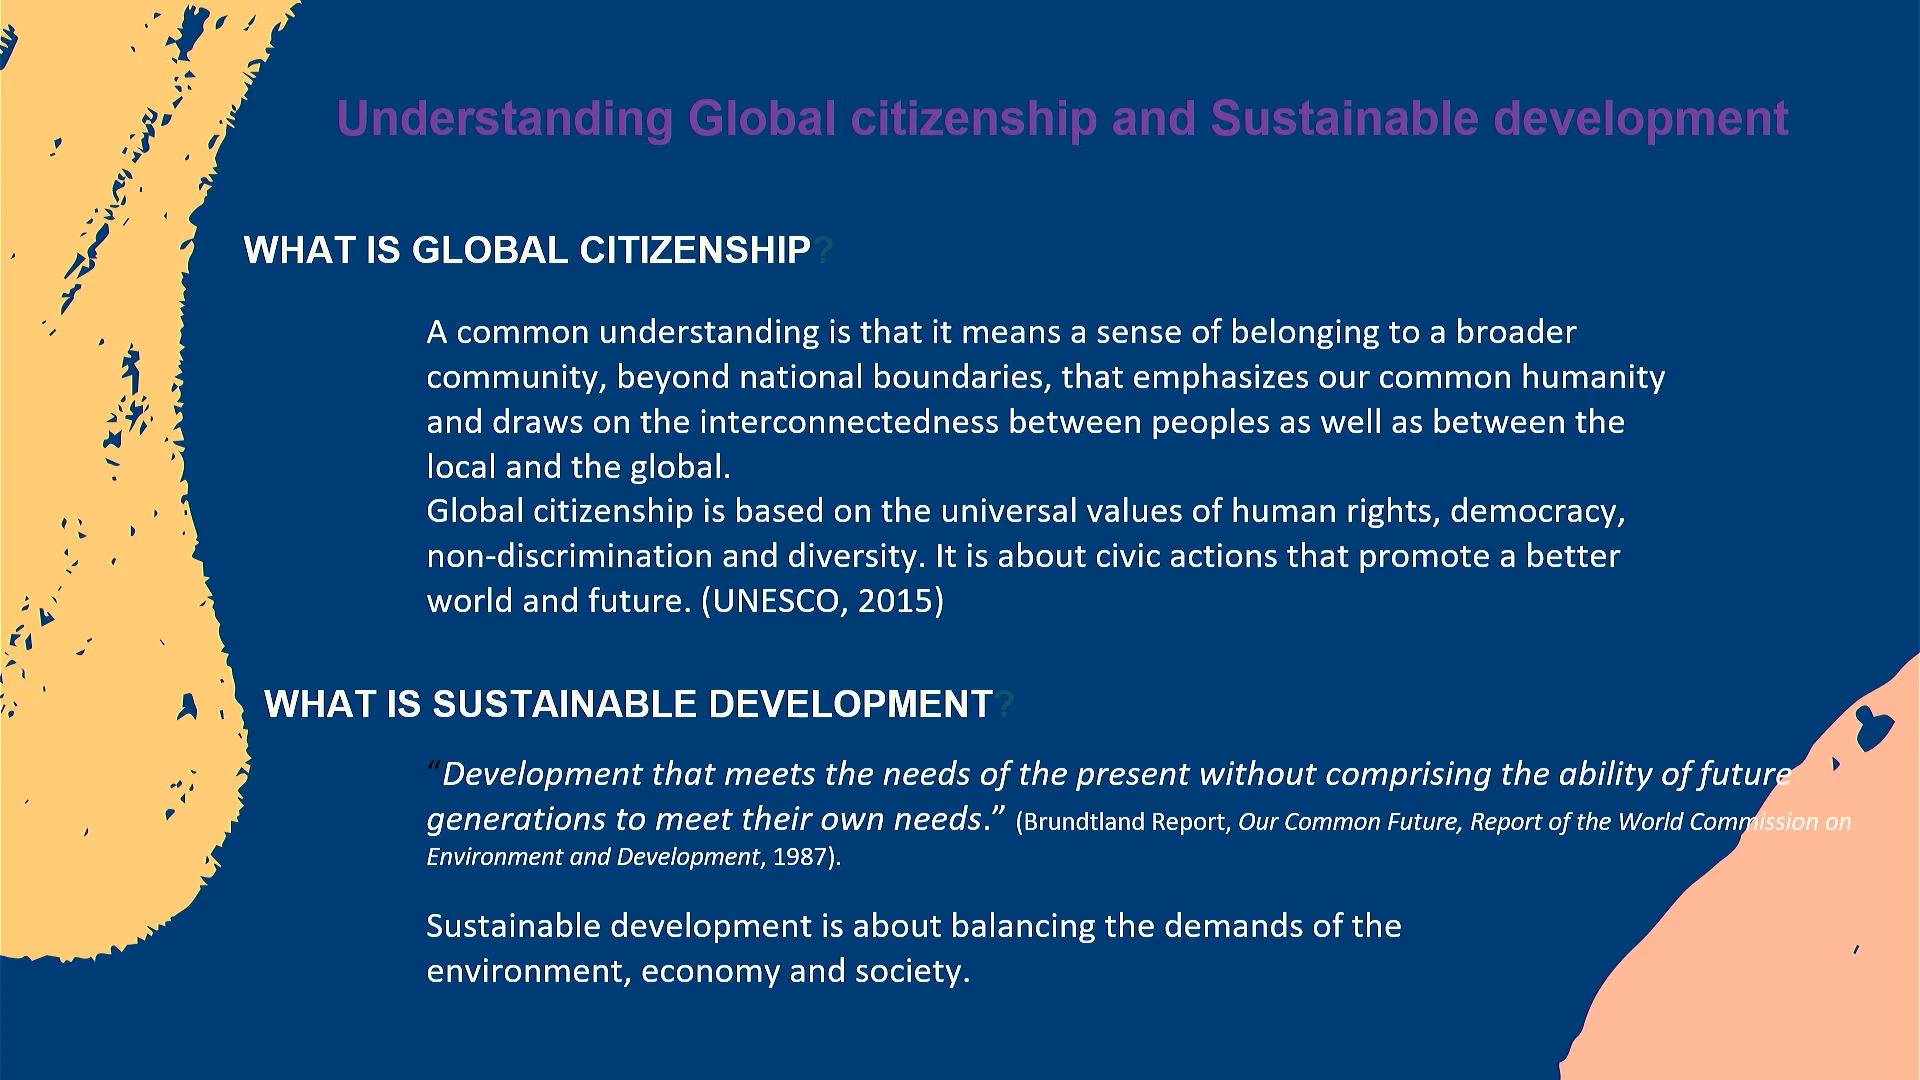 Understanding Global citizenship and Sustainable development
WHAT IS GLOBAL CITIZENSHIP?
A common understanding is that it means a sense of belonging to a broader
community, beyond national boundaries, that emphasizes our common humanity
and draws on the interconnectedness between peoples as well as between the
local and the global.
Global citizenship is based on the universal values of human rights, democracy,
non-discrimination and diversity. It is about civic actions that promote a better
world and future. (UNESCO, 2015)
WHAT IS SUSTAINABLE DEVELOPMENT?
“Development that meets the needs of the present without comprising the ability of future
generations to meet their own needs.” (Brundtland Report, Our Common Future, Report of the World Commission on
Environment and Development, 1987).
Sustainable development is about balancing the demands of the
environment, economy and society.